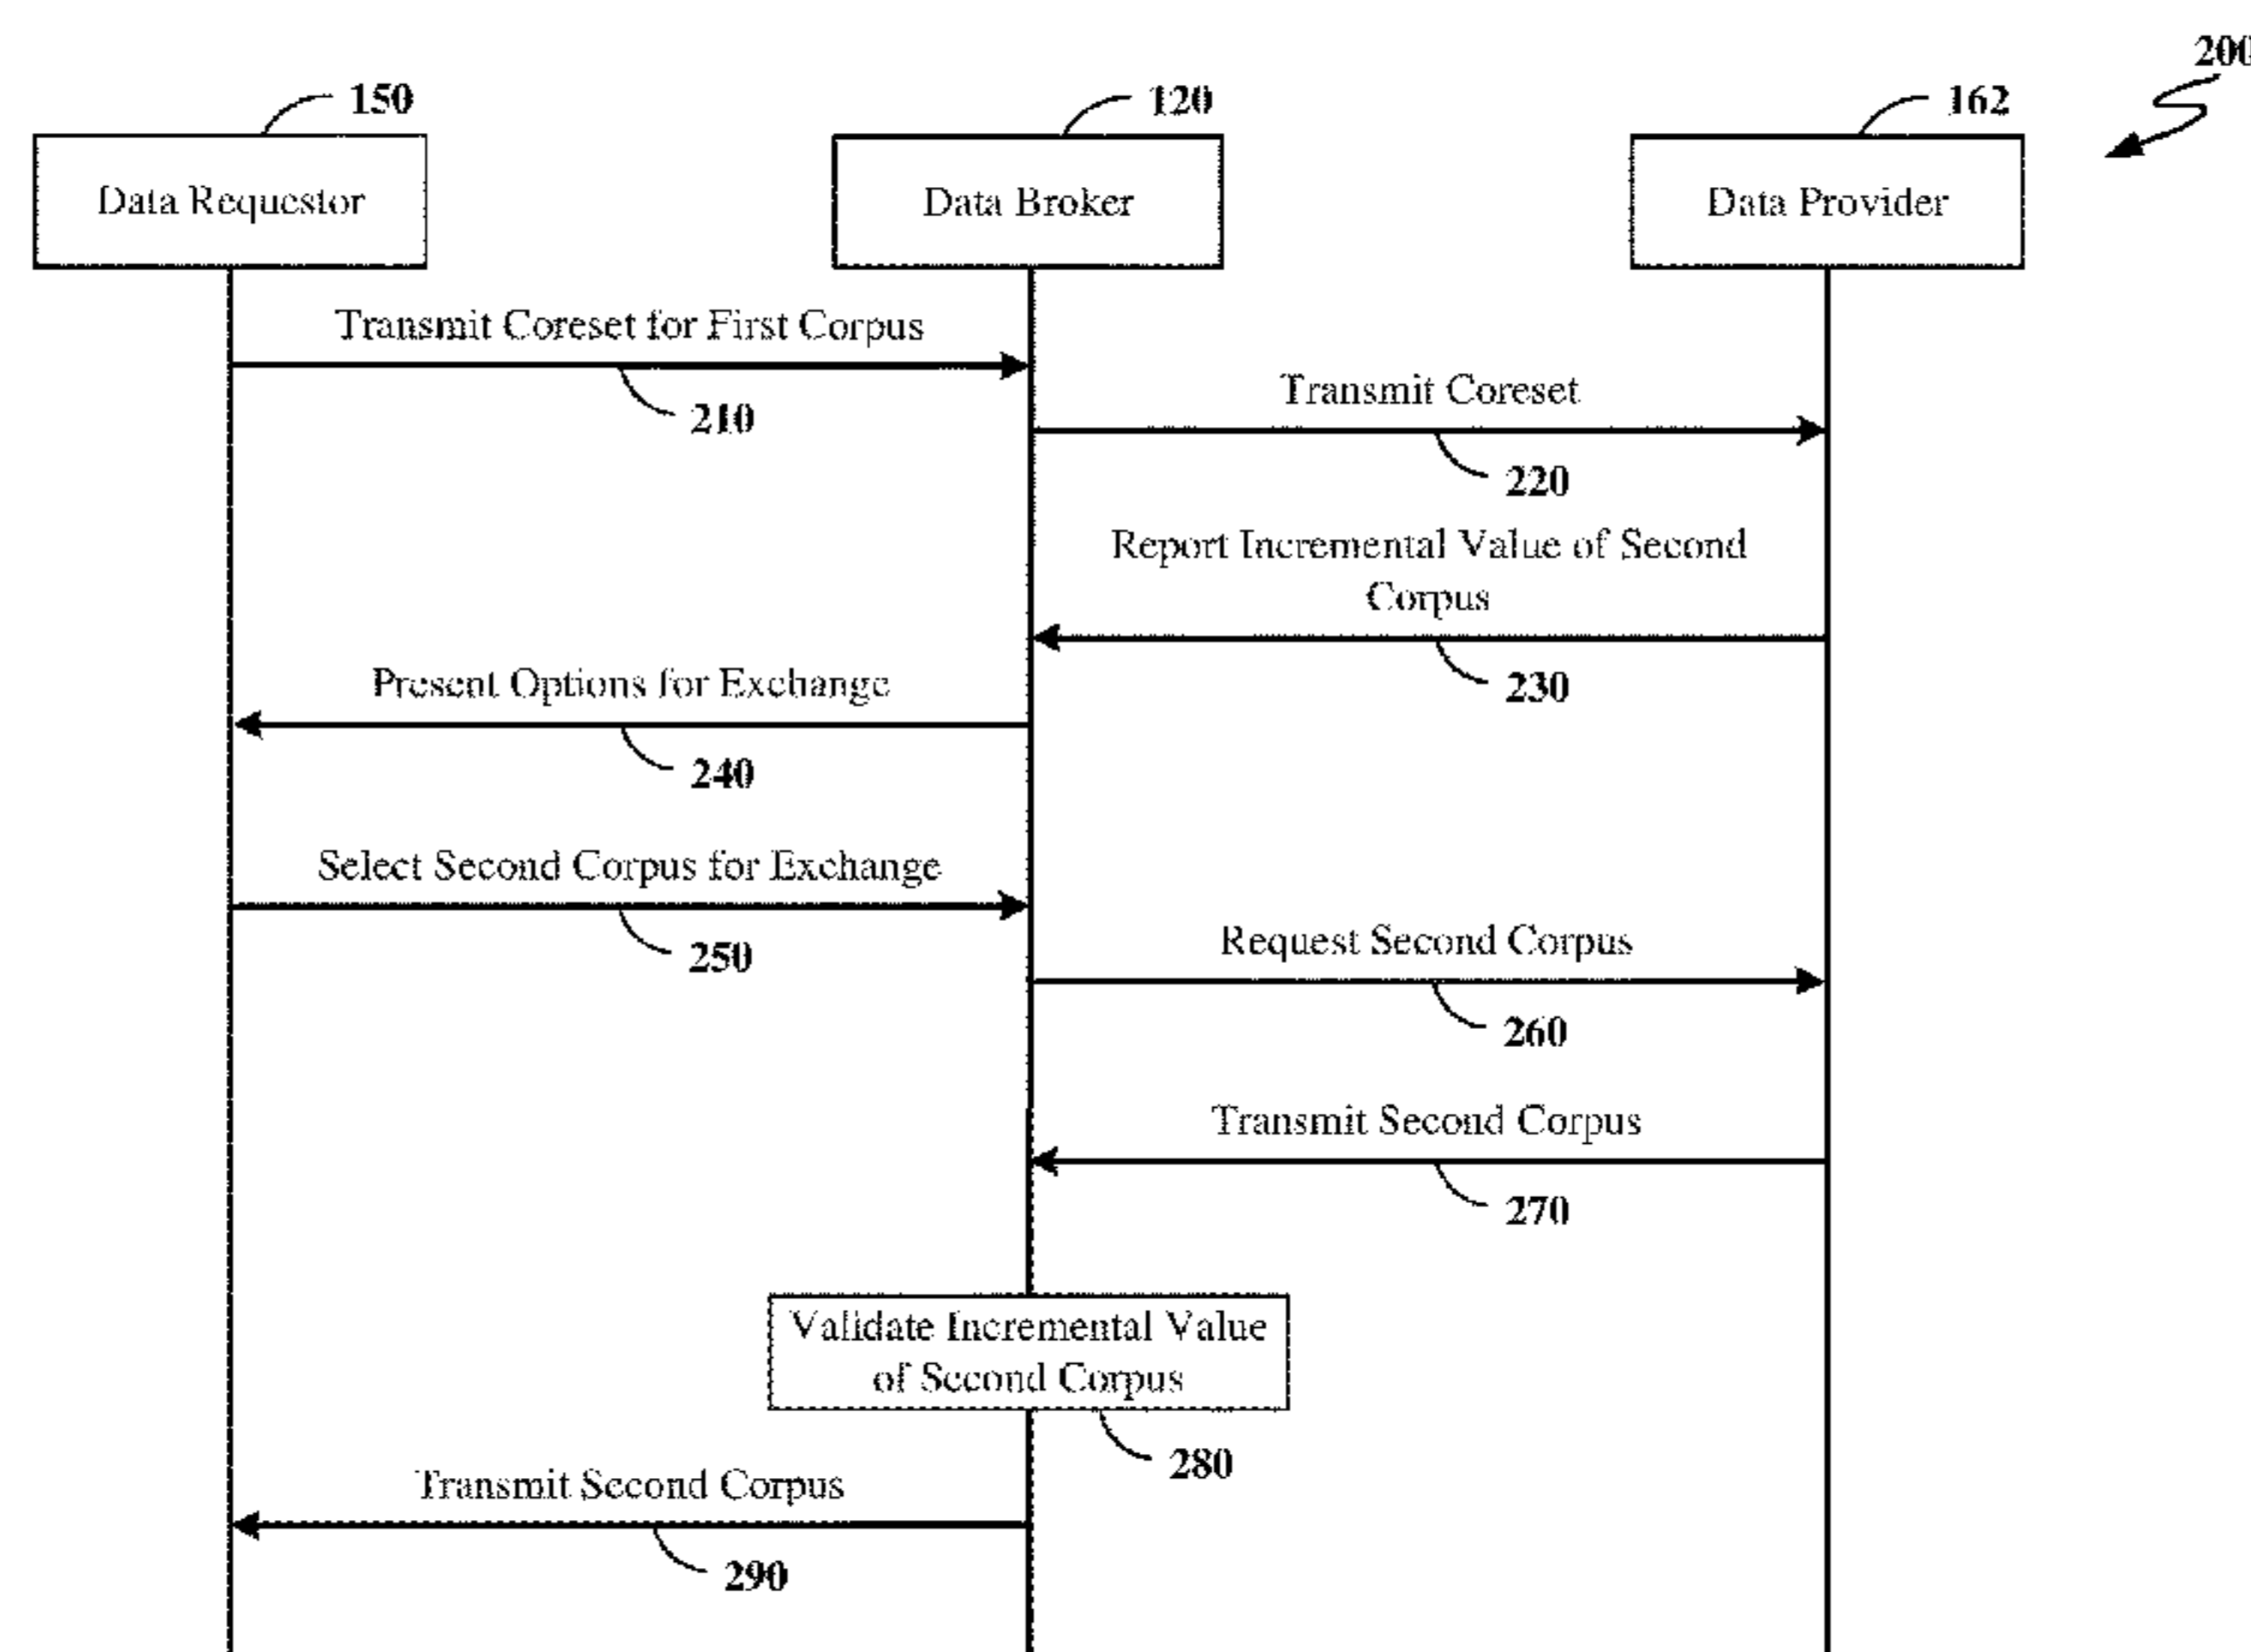 200
150
120
162
Data Requestor
Data Broker
Data Provider
Transmit Coreset for First Corpus
210
Transmit Coreset
220
Report Incremental Value of Second
Corpus
230
Present Options for Exchange
240
Select Second Corpus for Exchange
250
Request Second Corpus
260
Transmit Second Corpus
270
Validate Incremental Value
of Second Corpus
280
Transmit Second Corpus
290